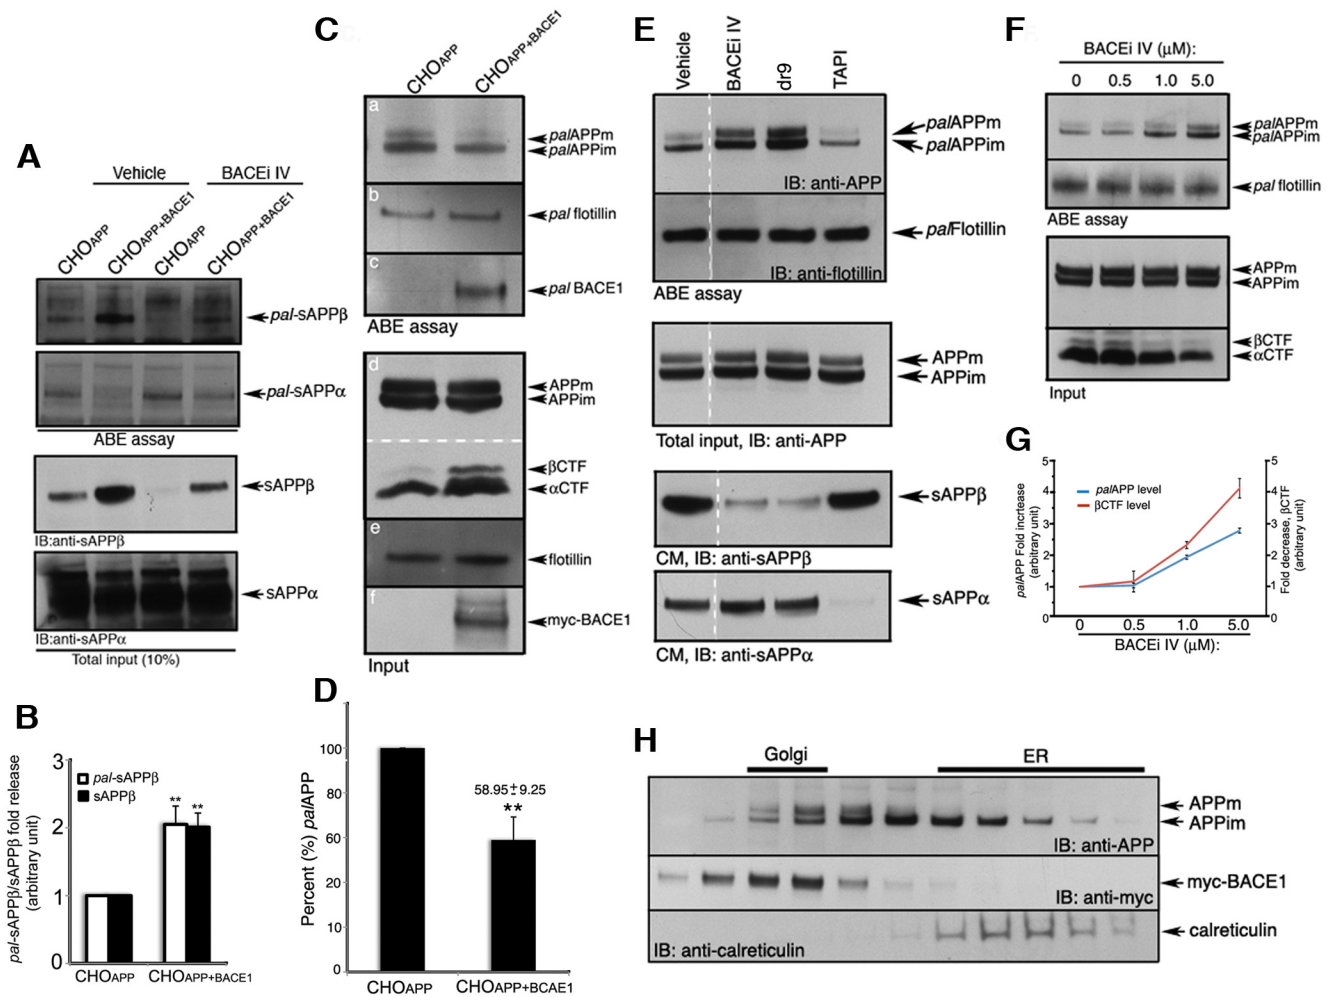 A
Vehicle
BACEi IV
CHOAPP
CHOAPP+BACE1
CHOAPP
CHOAPP+BACE1
pal-sAPPβ
pal-sAPPα
ABE assay
sAPPβ
IB:anti-sAPPβ
sAPPα
IB:anti-sAPPα
Total input (10%)
B
pal-sAPPβ/sAPPβ fold release
(arbitrary unit)
3
2
1
0
pal-sAPPβ
sAPPβ
**
**
CHOAPP
CHOAPP+BACE1
C
CHOAPP
CHOAPP+BACE1
a
palAPPm
palAPPim
b
pal flotillin
c
pal BACE1
ABE assay
d
APPm
APPim
βCTF
αCTF
e
flotillin
f
myc-BACE1
Input
D
Percent (%) palAPP
100
80
60
20
10
0
58.95±9.25
**
CHOAPP
CHOAPP+BCAE1
E
Vehicle
BACEi IV
dr9
TAPI
palAPPm
palAPPim
IB: anti-APP
palFlotillin
IB: anti-flotillin
ABE assay
APPm
APPim
Total input, IB: anti-APP
sAPPβ
CM, IB: anti-sAPPβ
sAPPα
CM, IB: anti-sAPPα
F
BACEi IV (μM):
0 0.5 1.0 5.0
palAPPm
palAPPim
pal flotillin
ABE assay
APPm
APPim
βCTF
αCTF
Input
G
palAPP Fold incrtease
(arbitrary unit)
5
4
3
2
1
0
palAPP level
βCTF level
5
4
3
2
1
0
Fold decrease, βCTF
(arbitrary unit)
0 0.5 1.0 5.0
BACEi IV (μM):
H
Golgi
ER
APPm
APPim
IB: anti-APP
myc-BACE1
IB: anti-myc
calreticulin
IB: anti-calreticulin